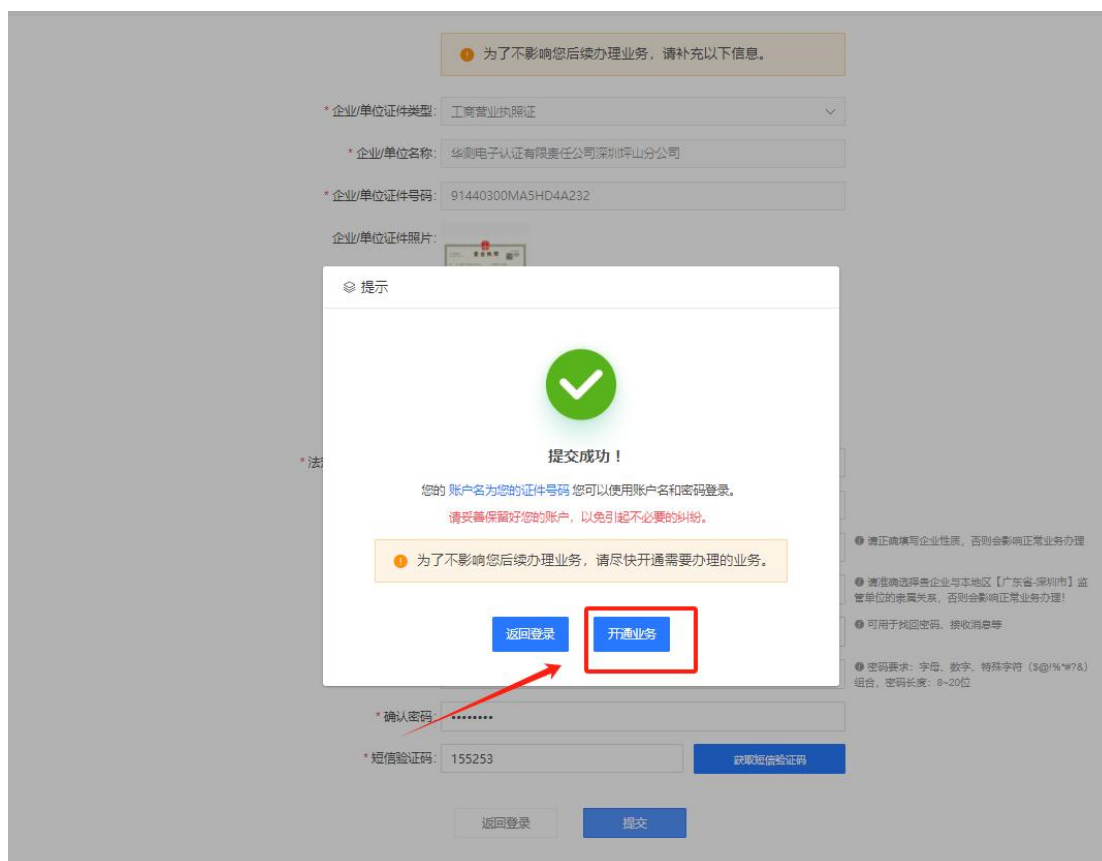 为了不影响您后续办理业务，请补充以下信息。
* 企业/单位证件类型: 工商营业执照证
* 企业/单位名称: 华测电子认证有限责任公司深圳坪山分公司
* 企业/单位证件号码: 91440300MA5HD4A232
企业/单位证件照片:
提示
提交成功！
您的 账户名为您的证件号码 您可以使用账户名和密码登录。
请妥善保留好您的账户，以免引起不必要的纠纷。
为了不影响您后续办理业务，请尽快开通需要办理的业务。
返回登录 开通业务
* 法
请正确填写企业性质，否则会影响正常业务办理
请准确选择贵企业与本地区【广东省-深圳市】监
管单位的隶属关系，否则会影响正常业务办理！
可用于找回密码、接收消息等
密码要求：字母、数字、特殊字符（$@!%*#?&）
组合，密码长度：8~20位
* 确认密码: ••••••••
* 短信验证码: 155253 获取短信验证码
返回登录 提交